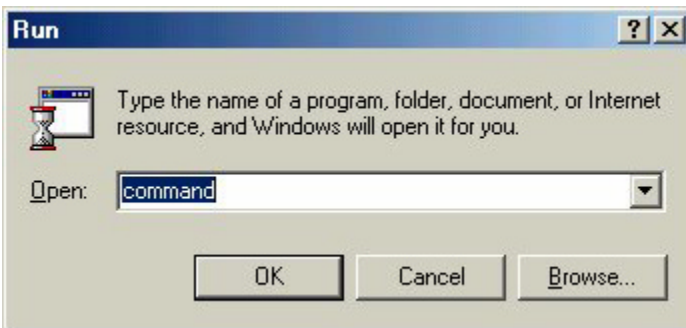 Run
Type the name of a program, folder, document, or Internet
resource, and Windows will open it for you.
Open: command
OK Cancel Browse...